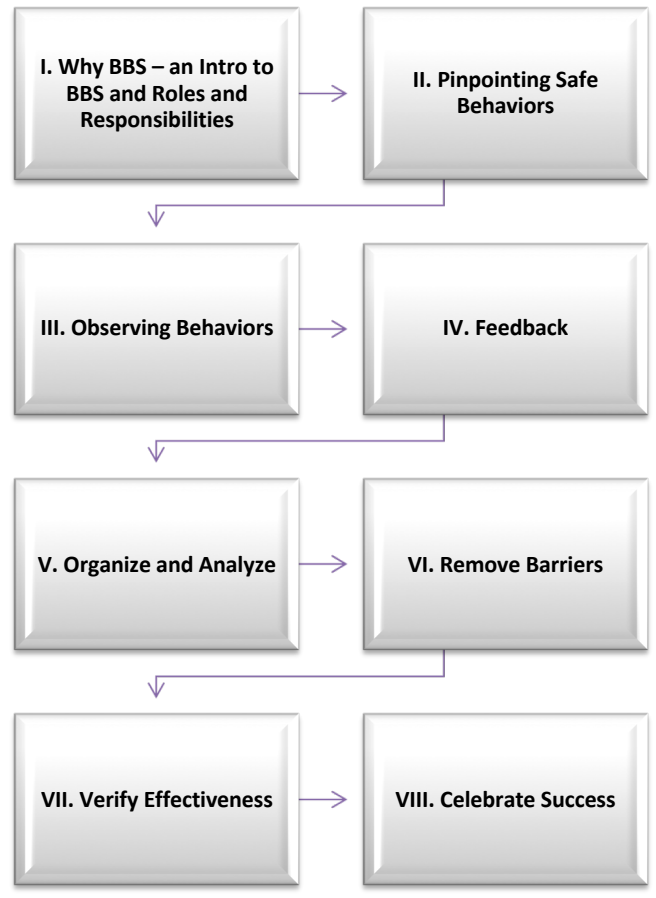 I. Why BBS – an Intro to
BBS and Roles and
Responsibilities
II. Pinpointing Safe
Behaviors
III. Observing Behaviors
IV. Feedback
V. Organize and Analyze
VI. Remove Barriers
VII. Verify Effectiveness
VIII. Celebrate Success